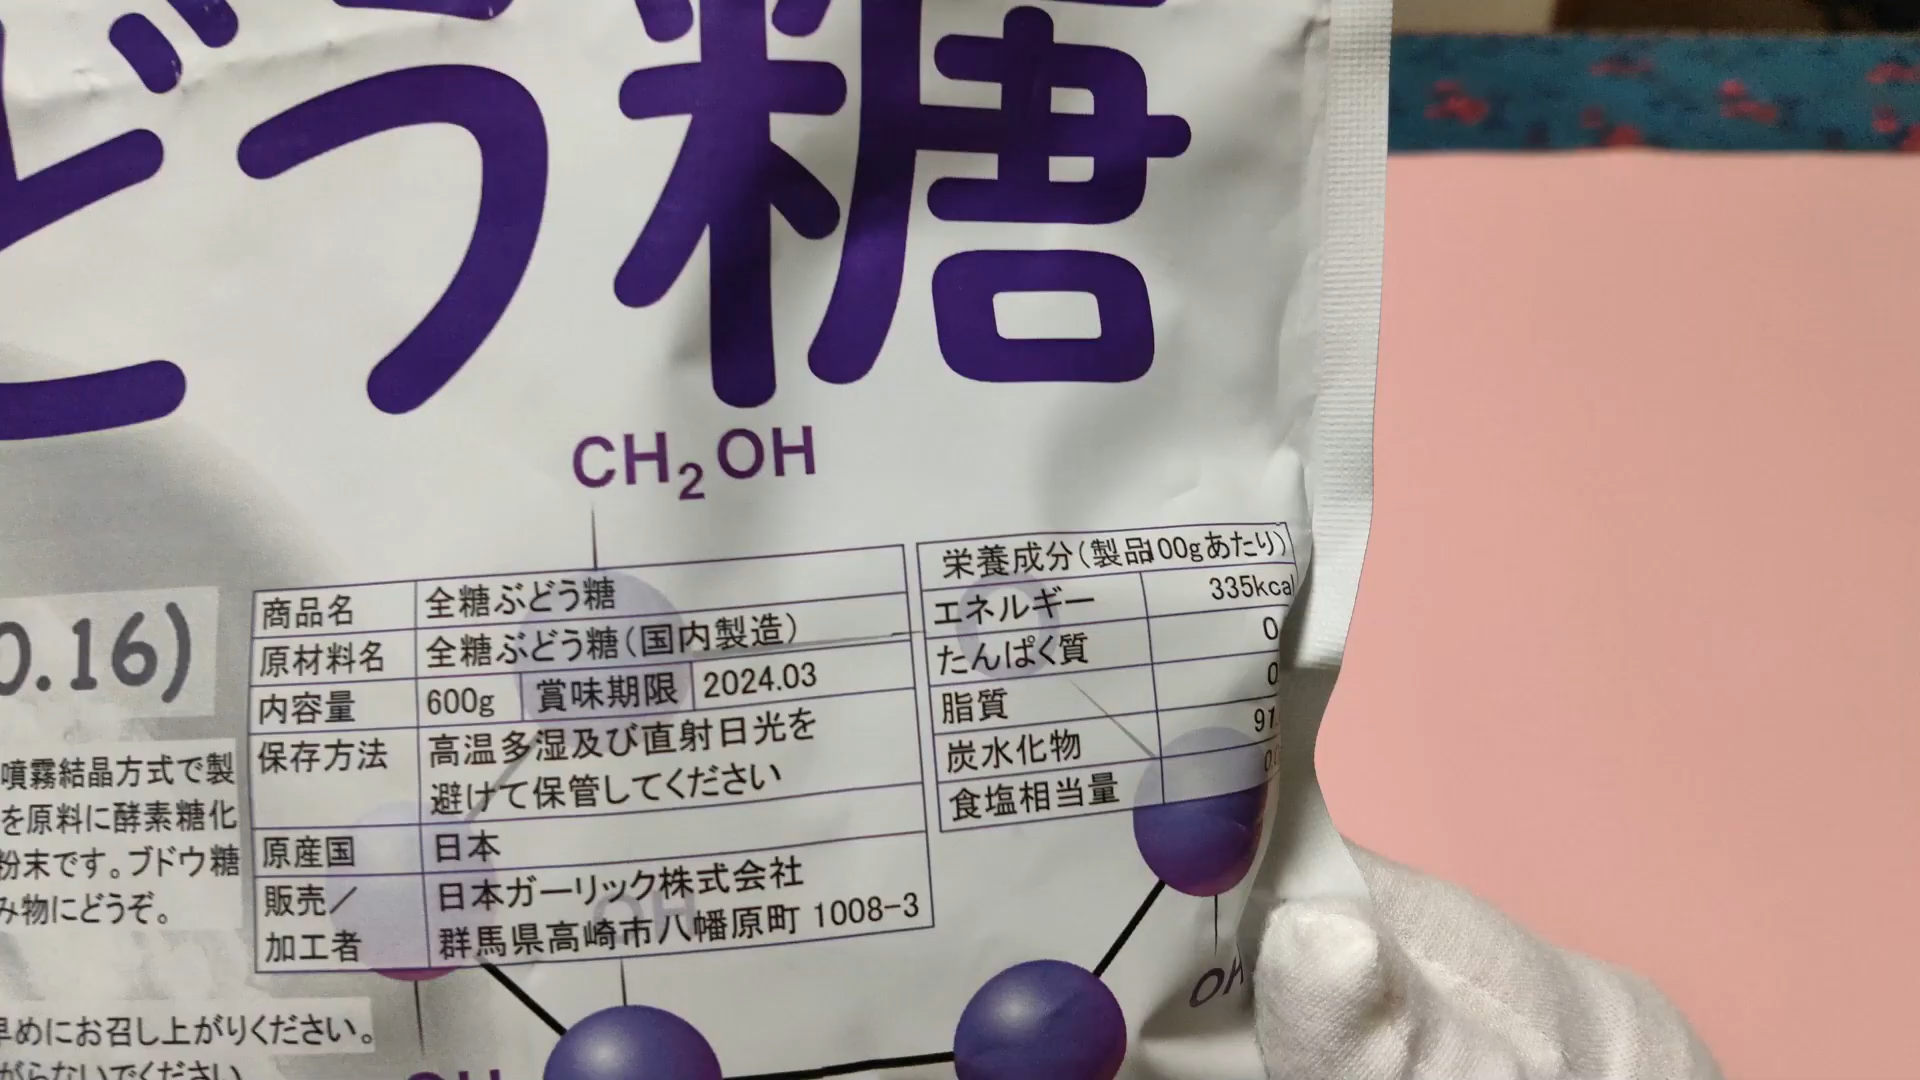 どう糖
CH2OH
0.16)
商品名 全糖ぶどう糖
原材料名 全糖ぶどう糖(国内製造)
内容量 600g 賞味期限 2024.03
保存方法 高温多湿及び直射日光を
避けて保管してください
原産国 日本
販売/ 日本ガーリック株式会社
加工者 群馬県高崎市八幡原町 1008-3
栄養成分(製品100gあたり)
エネルギー 335kcal
たんぱく質 0
脂質 0
炭水化物 91.
食塩相当量 0.
噴霧結晶方式で製
を原料に酵素糖化
粉末です。ブドウ糖
み物にどうぞ。
早めにお召し上がりください。
がらないでください
OH
OH
OH